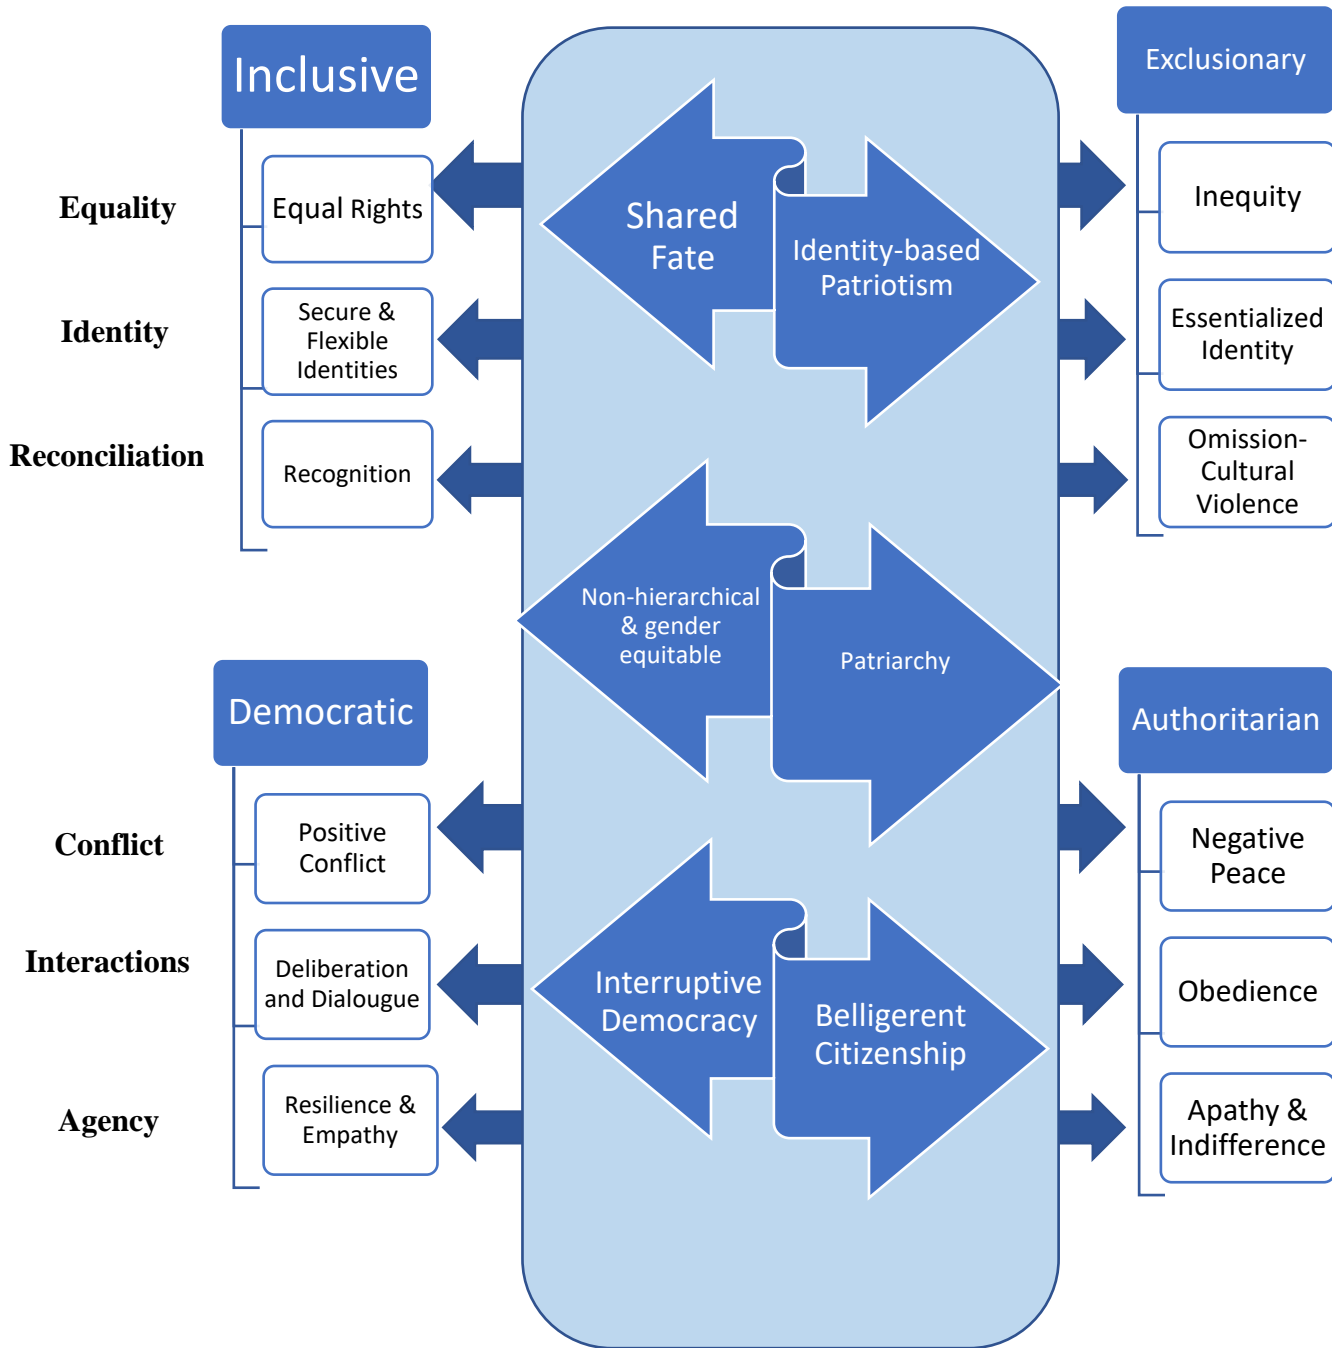 Inclusive
Exclusionary
Equality
Equal Rights
Shared
Fate
Identity-based
Patriotism
Inequity
Identity
Secure &
Flexible
Identities
Essentialized
Identity
Reconciliation
Recognition
Omission-
Cultural
Violence
Non-hierarchical
& gender
equitable
Patriarchy
Democratic
Authoritarian
Conflict
Positive
Conflict
Negative
Peace
Interactions
Deliberation
and Dialougue
Interruptive
Democracy
Belligerent
Citizenship
Obedience
Agency
Resilience &
Empathy
Apathy &
Indifference